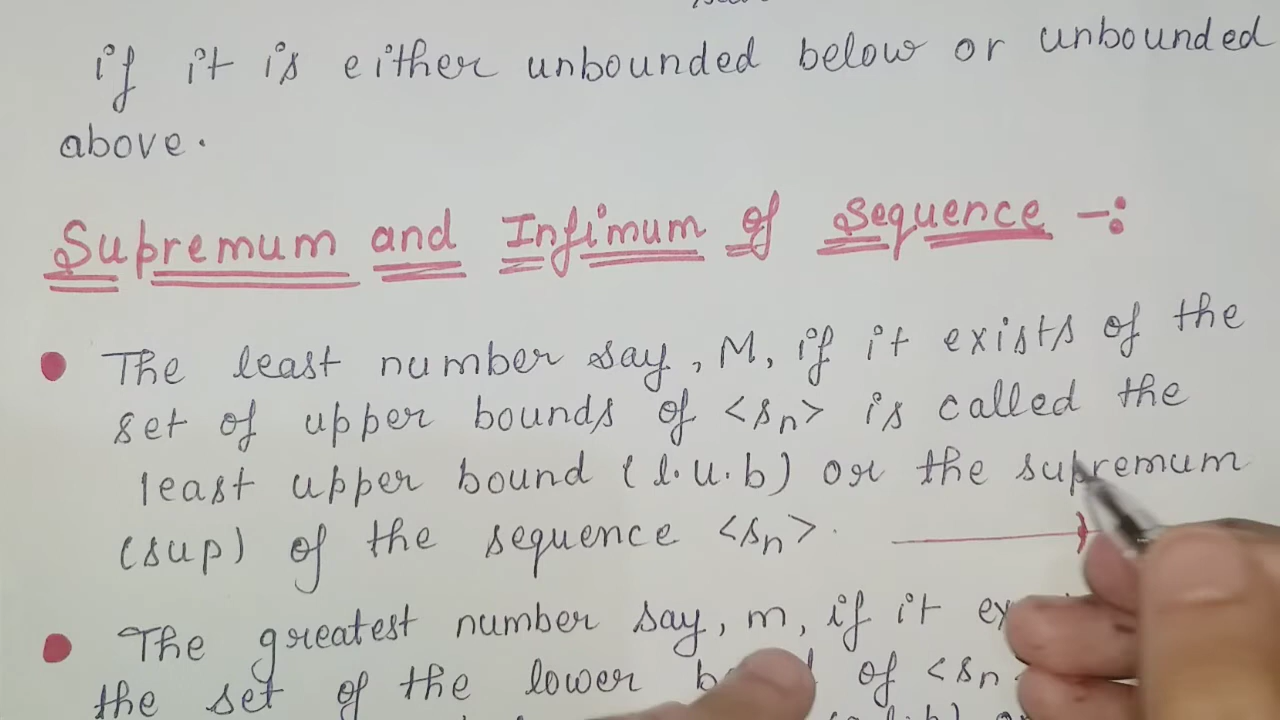 if it is either unbounded below or unbounded
above.
Supremum and Infimum of Sequence -:
• The least number say, M, if it exists of the
set of upper bounds of <sn> is called the
least upper bound (l.u.b) or the supremum
(sup) of the sequence <sn>.
• The greatest number say, m, if it
the set of the lower of <sn